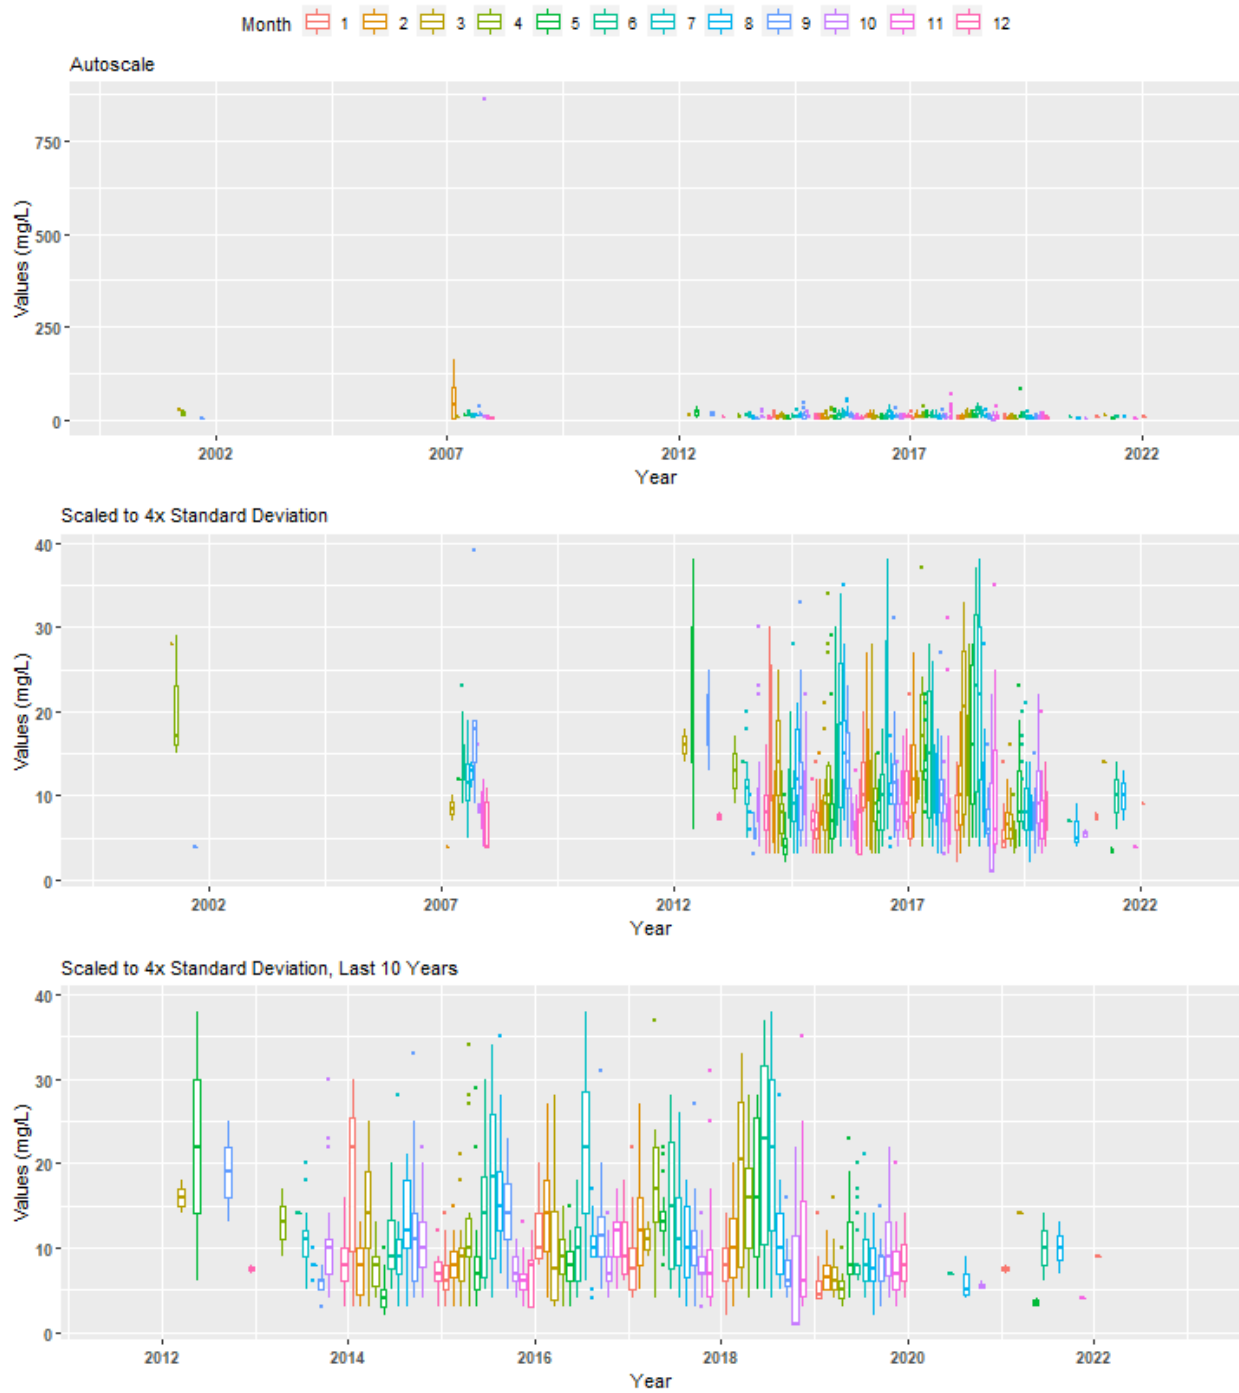 Month 1 2 3 4 5 6 7 8 9 10 11 12
Autoscale
Values (mg/L)
750
500
250
0
2002 2007 2012 2017 2022
Year
Scaled to 4x Standard Deviation
Values (mg/L)
40
30
20
10
0
2002 2007 2012 2017 2022
Year
Scaled to 4x Standard Deviation, Last 10 Years
Values (mg/L)
40
30
20
10
0
2012 2014 2016 2018 2020 2022
Year